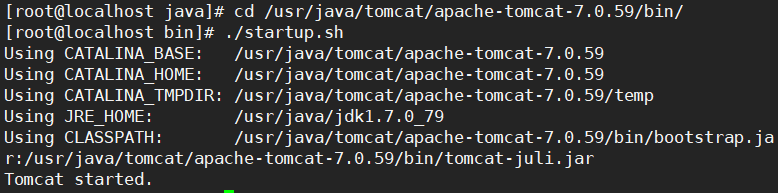 [root@localhost java]# cd /usr/java/tomcat/apache-tomcat-7.0.59/bin/
[root@localhost bin]# ./startup.sh
Using CATALINA_BASE:   /usr/java/tomcat/apache-tomcat-7.0.59
Using CATALINA_HOME:   /usr/java/tomcat/apache-tomcat-7.0.59
Using CATALINA_TMPDIR: /usr/java/tomcat/apache-tomcat-7.0.59/temp
Using JRE_HOME:        /usr/java/jdk1.7.0_79
Using CLASSPATH:       /usr/java/tomcat/apache-tomcat-7.0.59/bin/bootstrap.ja
r:/usr/java/tomcat/apache-tomcat-7.0.59/bin/tomcat-juli.jar
Tomcat started.